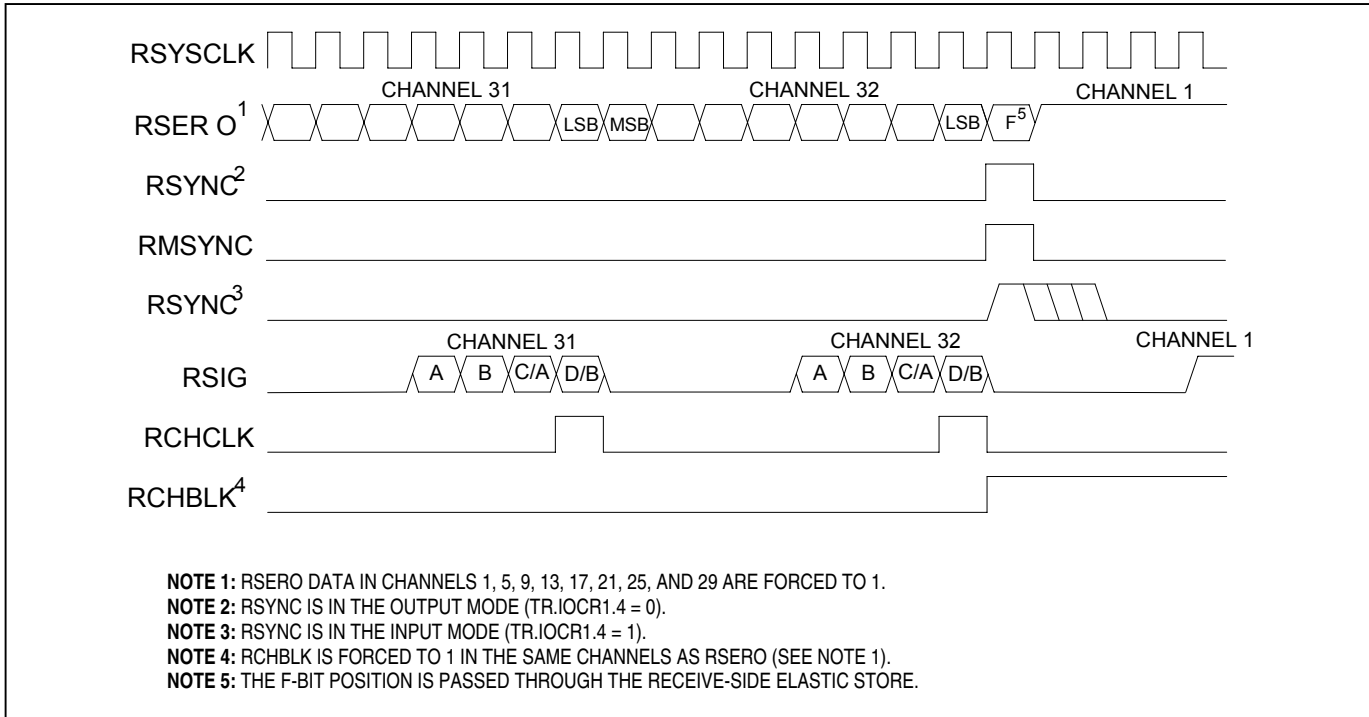 RSYSCLK
CHANNEL 31 CHANNEL 32 CHANNEL 1
RSER O1 LSB MSB LSB F5
RSYNC2
RMSYNC
RSYNC3
CHANNEL 31 CHANNEL 32 CHANNEL 1
RSIG A B C/A D/B A B C/A D/B
RCHCLK
RCHBLK4
NOTE 1: RSERO DATA IN CHANNELS 1, 5, 9, 13, 17, 21, 25, AND 29 ARE FORCED TO 1.
NOTE 2: RSYNC IS IN THE OUTPUT MODE (TR.IOCR1.4 = 0).
NOTE 3: RSYNC IS IN THE INPUT MODE (TR.IOCR1.4 = 1).
NOTE 4: RCHBLK IS FORCED TO 1 IN THE SAME CHANNELS AS RSERO (SEE NOTE 1).
NOTE 5: THE F-BIT POSITION IS PASSED THROUGH THE RECEIVE-SIDE ELASTIC STORE.